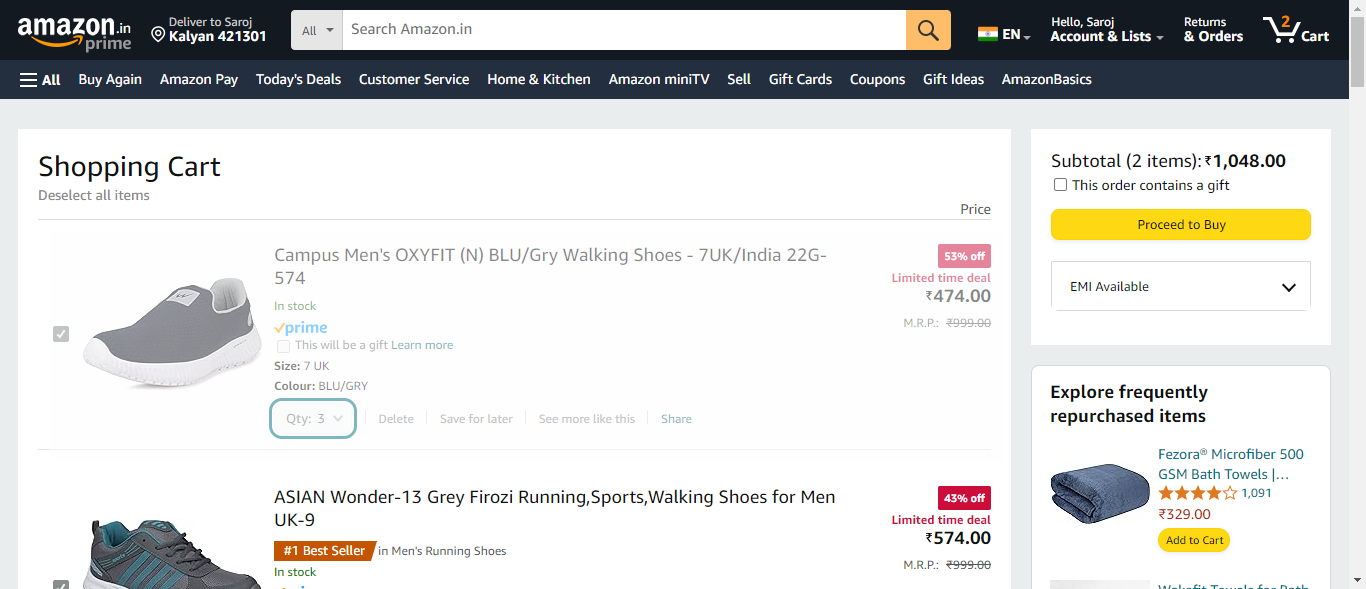 amazon.in
prime
Deliver to Saroj
Kalyan 421301
All
Search Amazon.in
EN
Hello, Saroj
Account & Lists
Returns
& Orders
2
Cart
All
Buy Again
Amazon Pay
Today's Deals
Customer Service
Home & Kitchen
Amazon miniTV
Sell
Gift Cards
Coupons
Gift Ideas
AmazonBasics
Shopping Cart
Deselect all items
Price
Campus Men's OXYFIT (N) BLU/Gry Walking Shoes - 7UK/India 22G-
574
In stock
prime
This will be a gift Learn more
Size: 7 UK
Colour: BLU/GRY
Qty: 3
Delete
Save for later
See more like this
Share
53% off
Limited time deal
₹474.00
M.R.P.: ₹999.00
ASIAN Wonder-13 Grey Firozi Running,Sports,Walking Shoes for Men
UK-9
#1 Best Seller in Men's Running Shoes
In stock
43% off
Limited time deal
₹574.00
M.R.P.: ₹999.00
Subtotal (2 items): ₹1,048.00
This order contains a gift
Proceed to Buy
EMI Available
Explore frequently
repurchased items
Fezora® Microfiber 500
GSM Bath Towels |...
1,091
₹329.00
Add to Cart